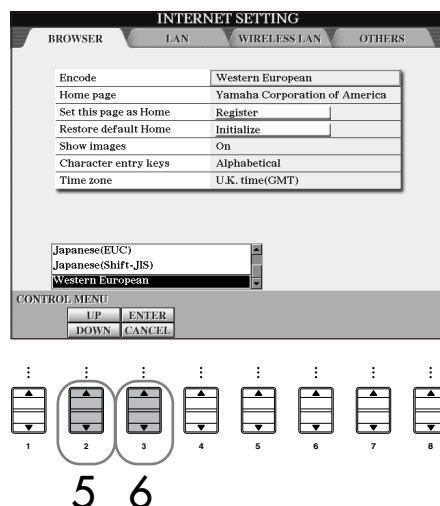 INTERNET SETTING
BROWSER LAN WIRELESS LAN OTHERS
Encode Western European
Home page Yamaha Corporation of America
Set this page as Home Register
Restore default Home Initialize
Show images On
Character entry keys Alphabetical
Time zone U.K. time(GMT)
Japanese(EUC)
Japanese(Shift-JIS)
Western European
CONTROL MENU
UP ENTER
DOWN CANCEL
1 2 3 4 5 6 7 8
5 6